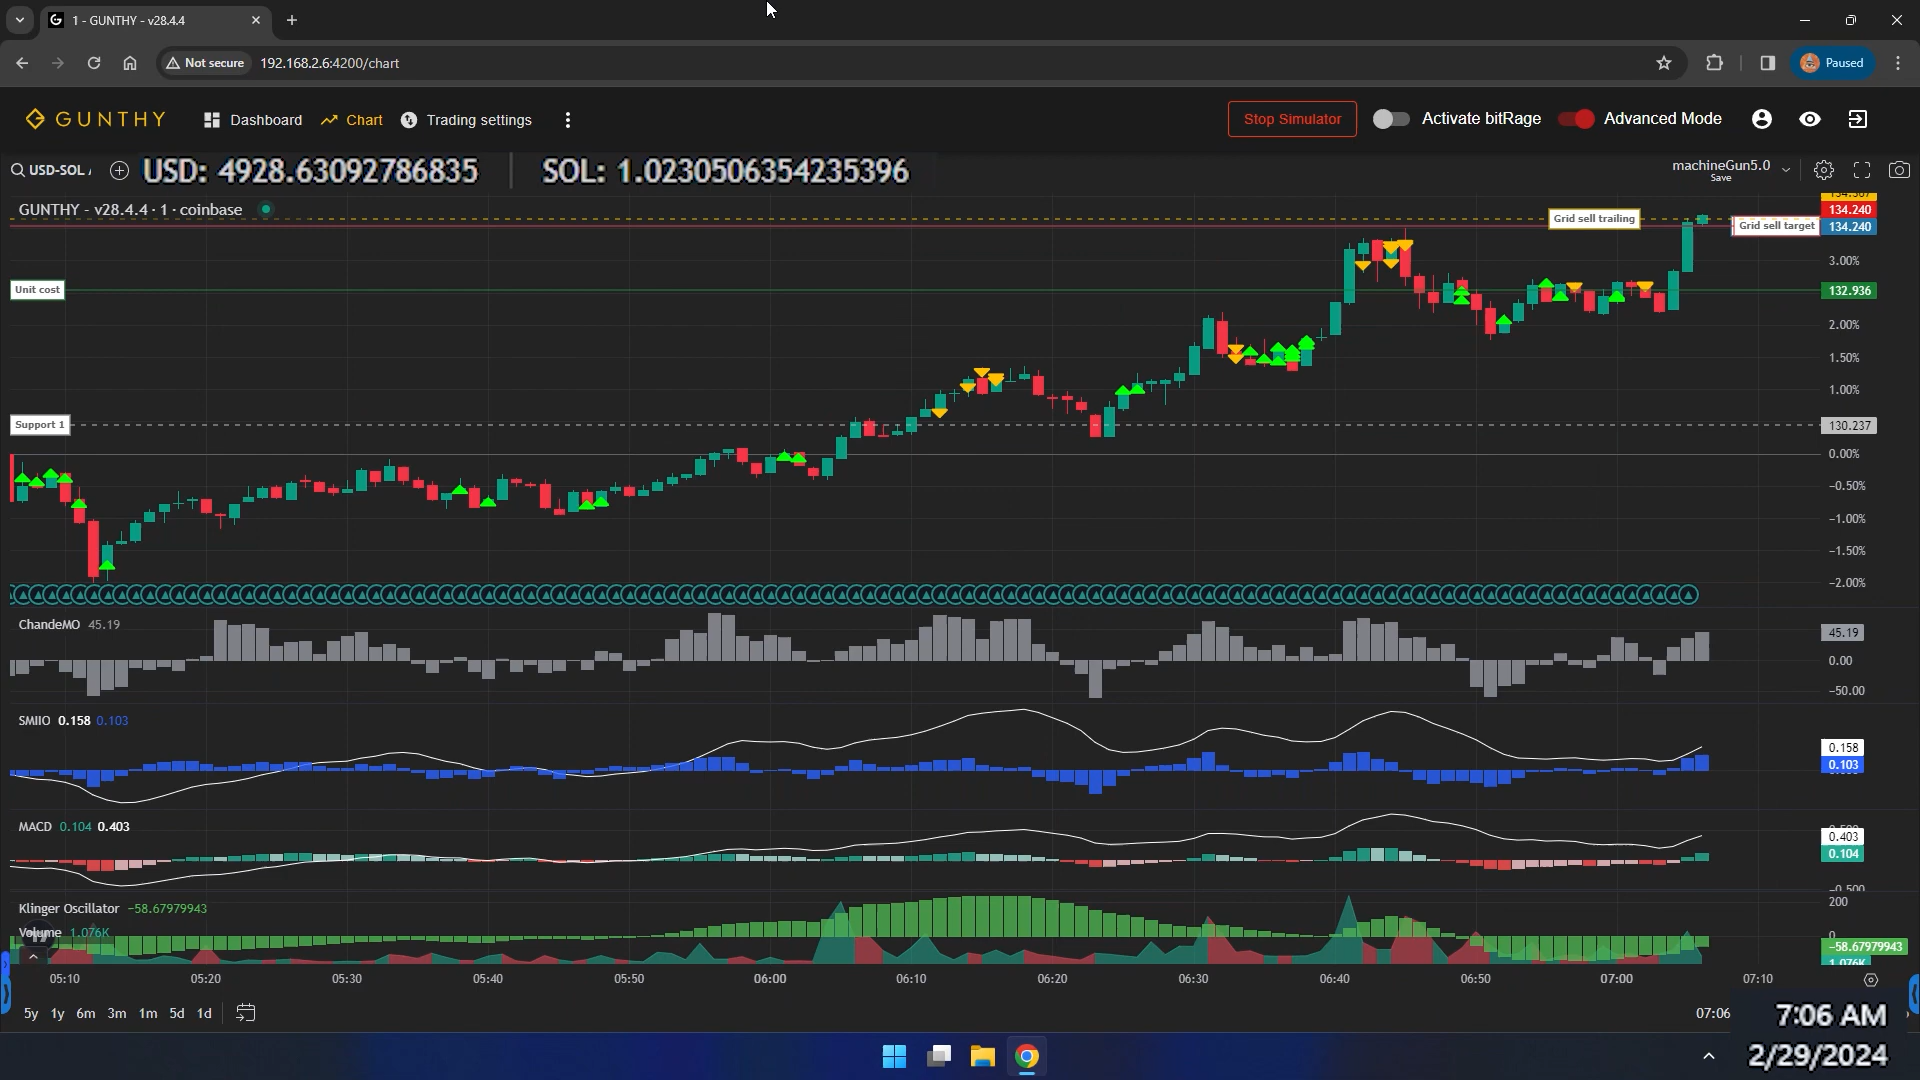 1 - GUNTHY - v28.4.4
Not secure
192.168.2.6:4200/chart
Paused
GUNTHY
Dashboard
Chart
Trading settings
Stop Simulator
Activate bitRage
Advanced Mode
USD-SOL /
USD: 4928.63092786835
SOL: 1.0230506354235396
machineGun5.0
Save
GUNTHY - v28.4.4 · 1 · coinbase
Grid sell trailing
134.240
Grid sell target
134.240
3.00%
Unit cost
132.936
2.00%
1.50%
1.00%
Support 1
130.237
0.00%
-0.50%
-1.00%
-1.50%
-2.00%
ChandeMO 45.19
45.19
0.00
-50.00
SMIIO 0.158 0.103
0.158
0.103
MACD 0.104 0.403
0.403
0.104
-0.500
Klinger Oscillator -58.67979943
200
Volume 1.076K
0
-58.67979943
1.076K
05:10 05:20 05:30 05:40 05:50 06:00 06:10 06:20 06:30 06:40 06:50 07:00 07:10
5y 1y 6m 3m 1m 5d 1d
07:06
7:06 AM
2/29/2024